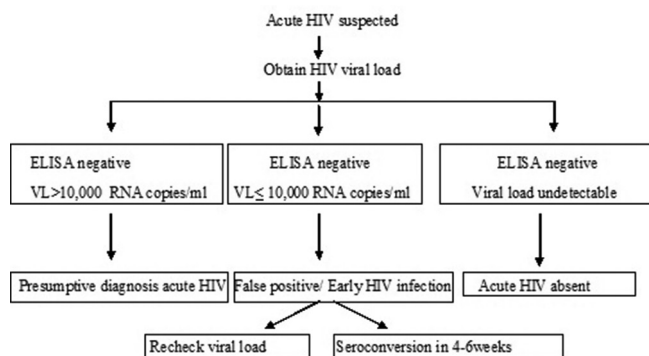 Acute HIV suspected
Obtain HIV viral load
ELISA negative
VL>10,000 RNA copies/ml
ELISA negative
VL≤ 10,000 RNA copies/ml
ELISA negative
Viral load undetectable
Presumptive diagnosis acute HIV
False positive/ Early HIV infection
Acute HIV absent
Recheck viral load
Seroconversion in 4-6weeks